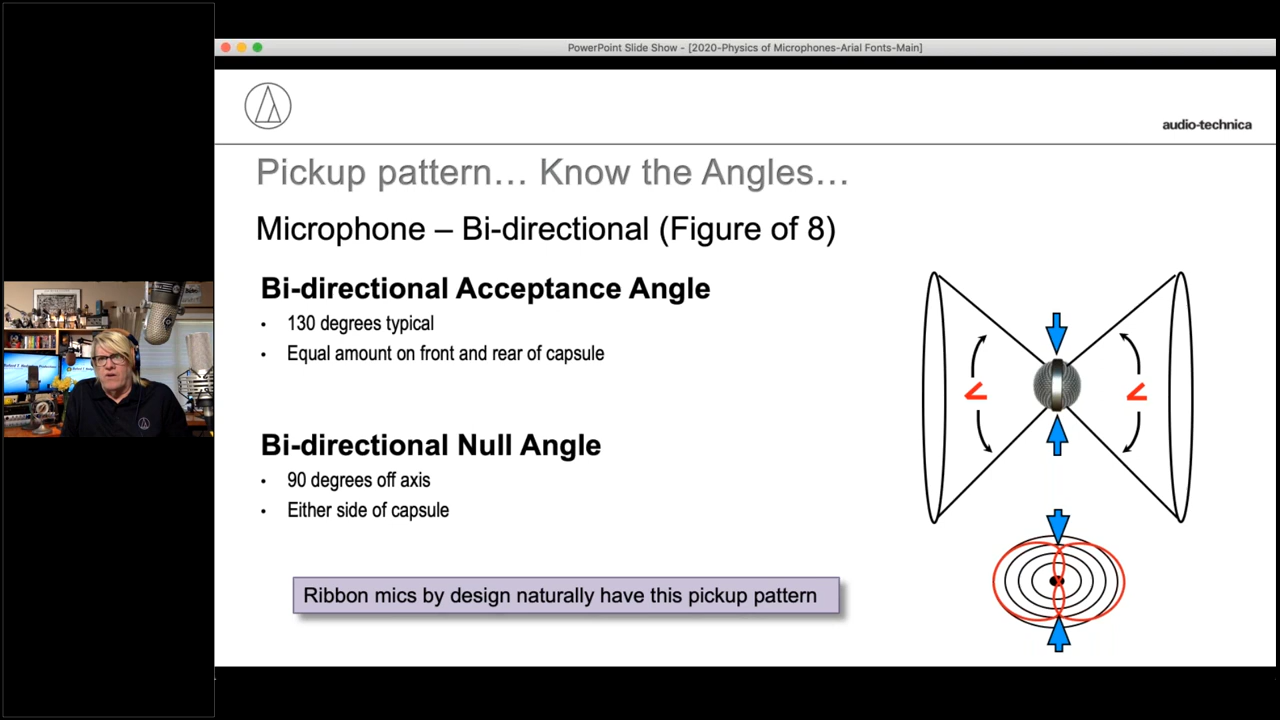 PowerPoint Slide Show - [2020-Physics of Microphones-Arial Fonts-Main]
audio-technica
Pickup pattern… Know the Angles…
Microphone – Bi-directional (Figure of 8)
Bi-directional Acceptance Angle
• 130 degrees typical
• Equal amount on front and rear of capsule
Bi-directional Null Angle
• 90 degrees off axis
• Either side of capsule
Ribbon mics by design naturally have this pickup pattern